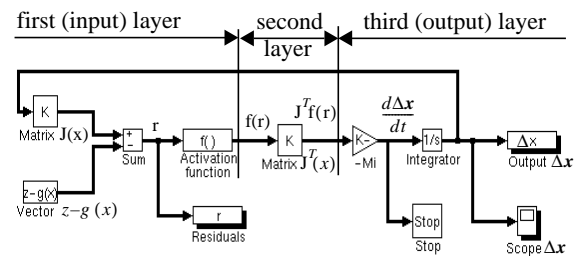 first (input) layer
second layer
third (output) layer
K
Matrix J(x)
+
−
Sum
r
f()
Activation function
f(r)
K
Matrix J^T(x)
J^T f(r)
K-
-Mi
dΔx/dt
1/s
Integrator
Δx
Output Δx
z-g(x)
Vector z−g (x)
r
Residuals
Stop
Stop
Scope Δx